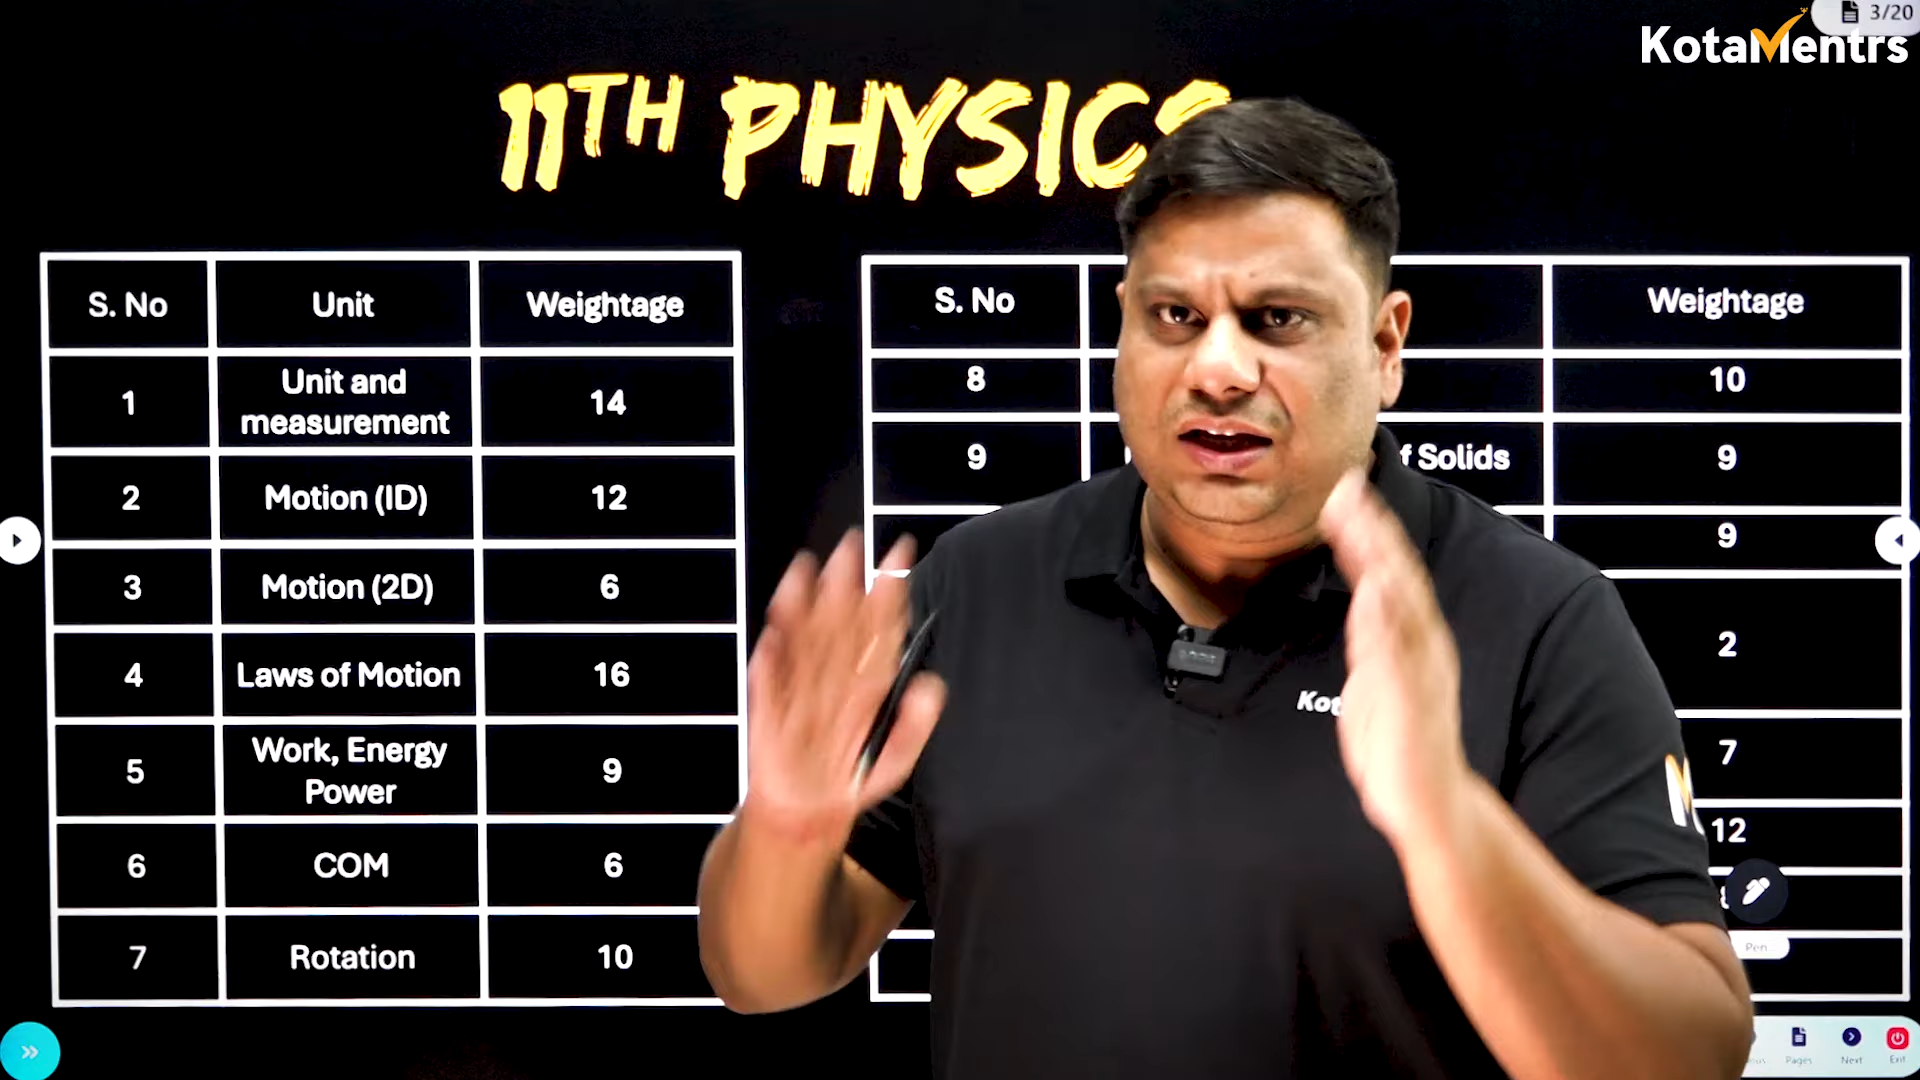 3/20
KotaMentrs
11TH PHYSICS
S. No Unit Weightage
1 Unit and measurement 14
2 Motion (1D) 12
3 Motion (2D) 6
4 Laws of Motion 16
5 Work, Energy Power 9
6 COM 6
7 Rotation 10
S. No Weightage
8 10
9 Solids 9
9
2
7
12
Pen
Pages Next Exit